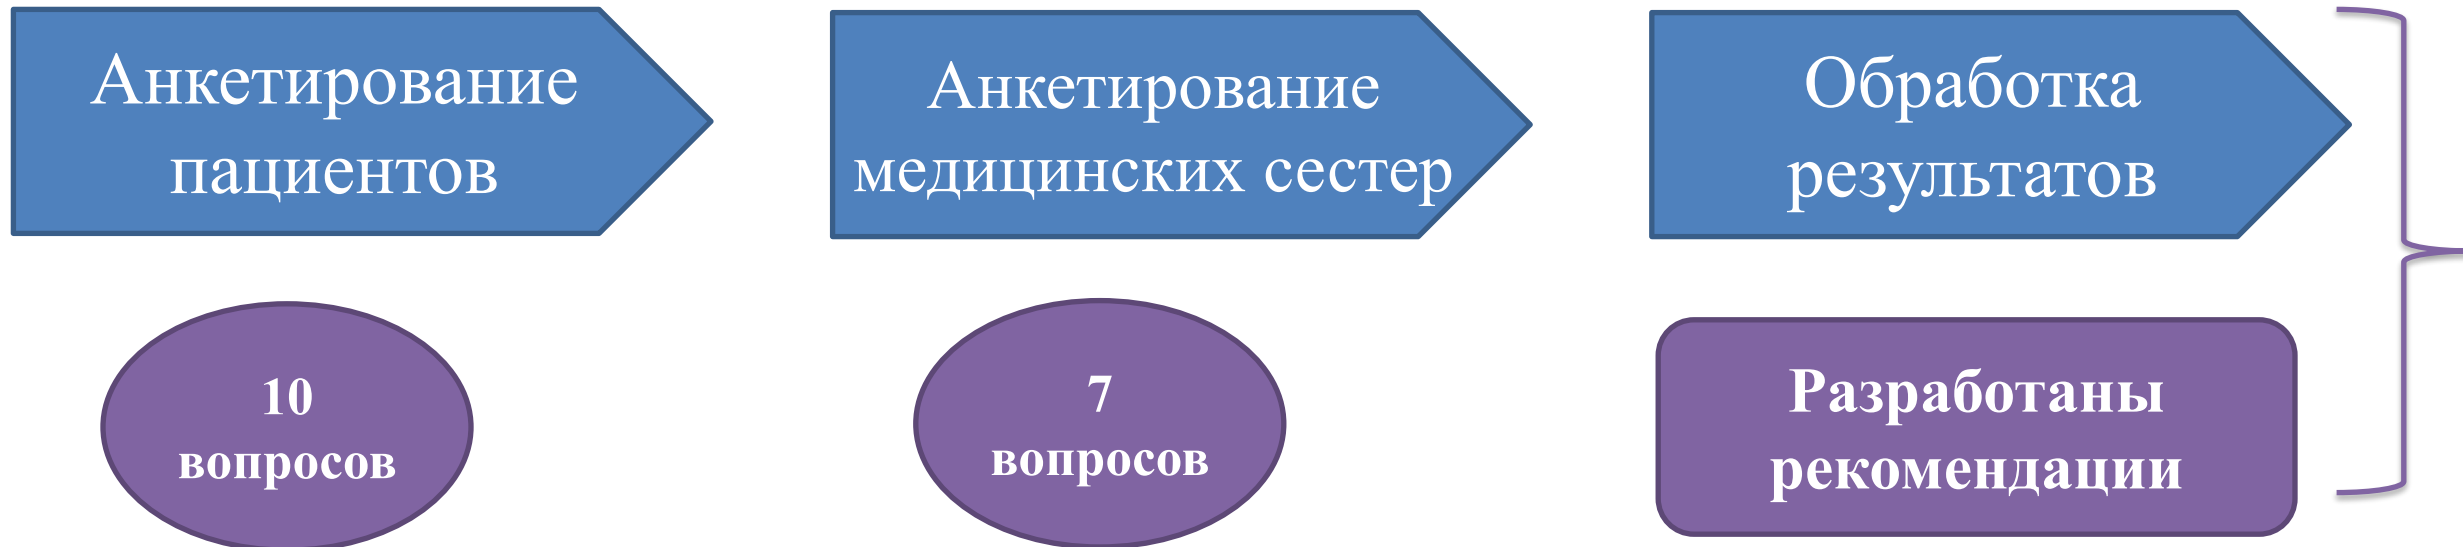 Анкетирование
пациентов
Анкетирование
медицинских сестер
Обработка
результатов
10
вопросов
7
вопросов
Разработаны
рекомендации